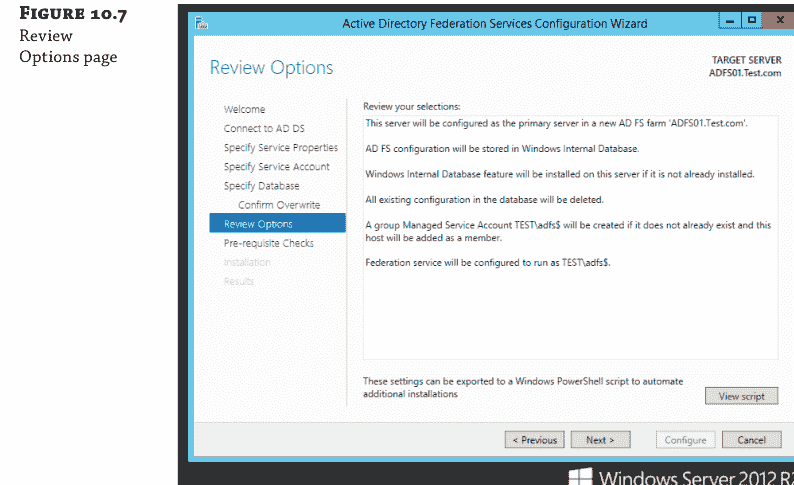 FIGURE 10.7
Review
Options page
Active Directory Federation Services Configuration Wizard
Review Options
TARGET SERVER
ADFS01.Test.com
Welcome
Connect to AD DS
Specify Service Properties
Specify Service Account
Specify Database
Confirm Overwrite
Review Options
Pre-requisite Checks
Installation
Results
Review your selections:
This server will be configured as the primary server in a new AD FS farm 'ADFS01.Test.com'.
AD FS configuration will be stored in Windows Internal Database.
Windows Internal Database feature will be installed on this server if it is not already installed.
All existing configuration in the database will be deleted.
A group Managed Service Account TEST\adfs$ will be created if it does not already exist and this
host will be added as a member.
Federation service will be configured to run as TEST\adfs$.
These settings can be exported to a Windows PowerShell script to automate
additional installations
View script
< Previous
Next >
Configure
Cancel
Windows Server 2012 R2